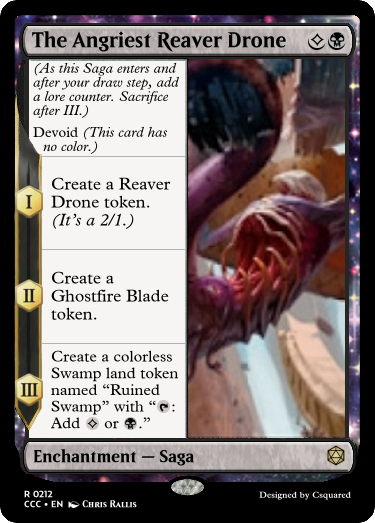 The Angriest Reaver Drone
(As this Saga enters and
after your draw step, add
a lore counter. Sacrifice
after III.)
Devoid (This card has
no color.)
I
Create a Reaver
Drone token.
(It's a 2/1.)
II
Create a
Ghostfire Blade
token.
III
Create a colorless
Swamp land token
named “Ruined
Swamp” with “:
Add or .”
Enchantment — Saga
R 0212
CCC • EN Chris Rallis
Designed by Csquared